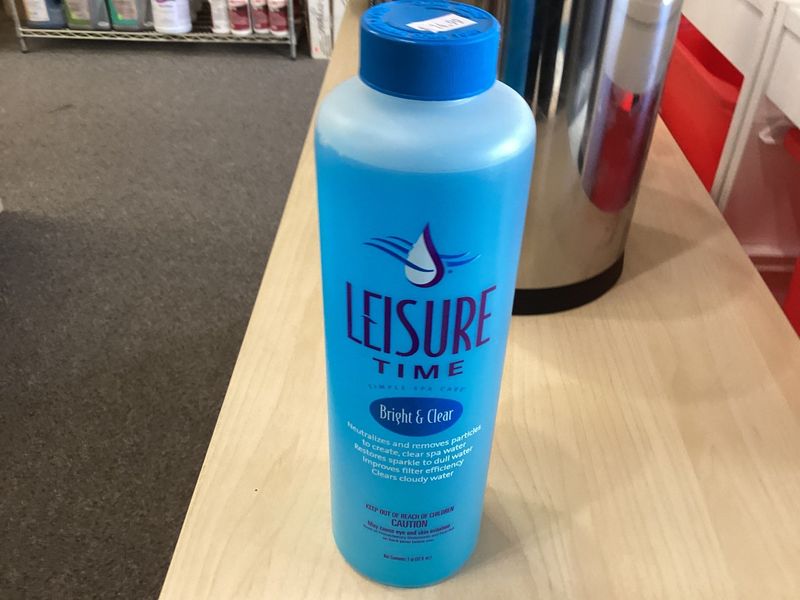 LEISURE
TIME
SIMPLE SPA CARE
Bright & Clear
Neutralizes and removes particles
to create, clear spa water
Restores sparkle to dull water
Improves filter efficiency
Clears cloudy water
KEEP OUT OF REACH OF CHILDREN
CAUTION
May cause eye and skin irritation